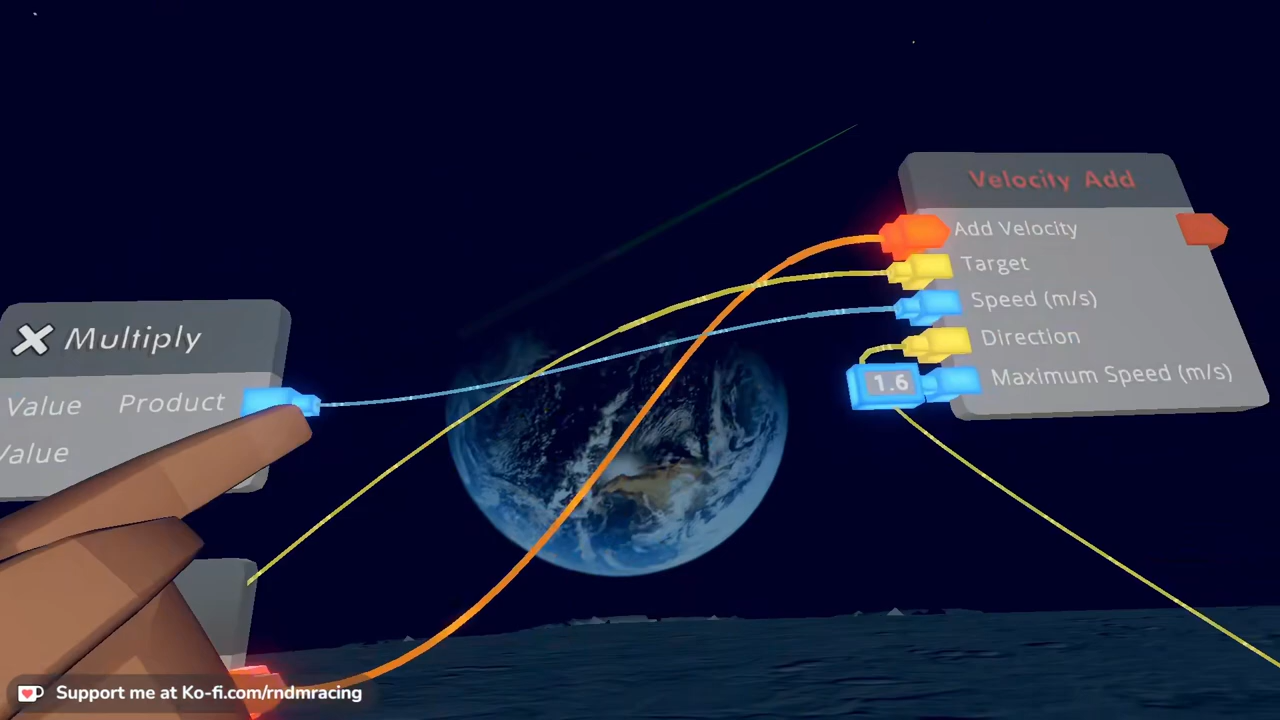 Velocity Add
Add Velocity
Target
Speed (m/s)
Direction
1.6
Maximum Speed (m/s)
Multiply
Value
Product
Value
Support me at Ko-fi.com/rndmracing